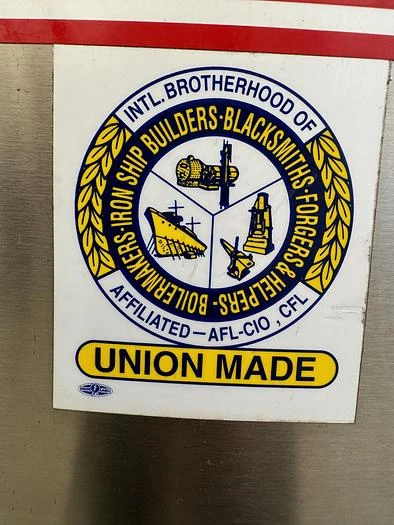 INTL. BROTHERHOOD OF
BOILERMAKERS·IRON SHIP BUILDERS·BLACKSMITHS·FORGERS & HELPERS·
AFFILIATED—AFL-CIO , CFL
UNION MADE